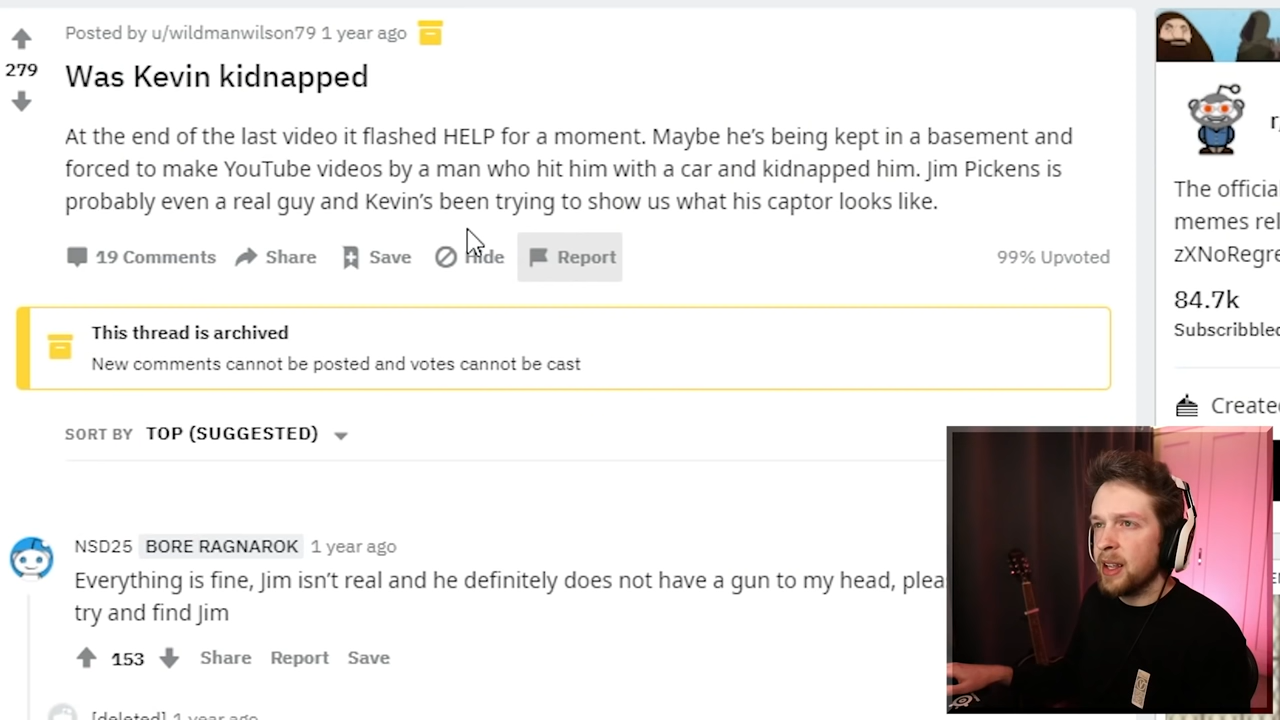 Posted by u/wildmanwilson79 1 year ago
279
Was Kevin kidnapped
At the end of the last video it flashed HELP for a moment. Maybe he's being kept in a basement and
forced to make YouTube videos by a man who hit him with a car and kidnapped him. Jim Pickens is
probably even a real guy and Kevin's been trying to show us what his captor looks like.
19 Comments Share Save Hide Report 99% Upvoted
This thread is archived
New comments cannot be posted and votes cannot be cast
SORT BY TOP (SUGGESTED)
NSD25 BORE RAGNAROK 1 year ago
Everything is fine, Jim isn't real and he definitely does not have a gun to my head, plea
try and find Jim
153 Share Report Save
[deleted] 1 year ago
r/
The officia
memes rel
zXNoRegre
84.7k
Subscribbled
Create